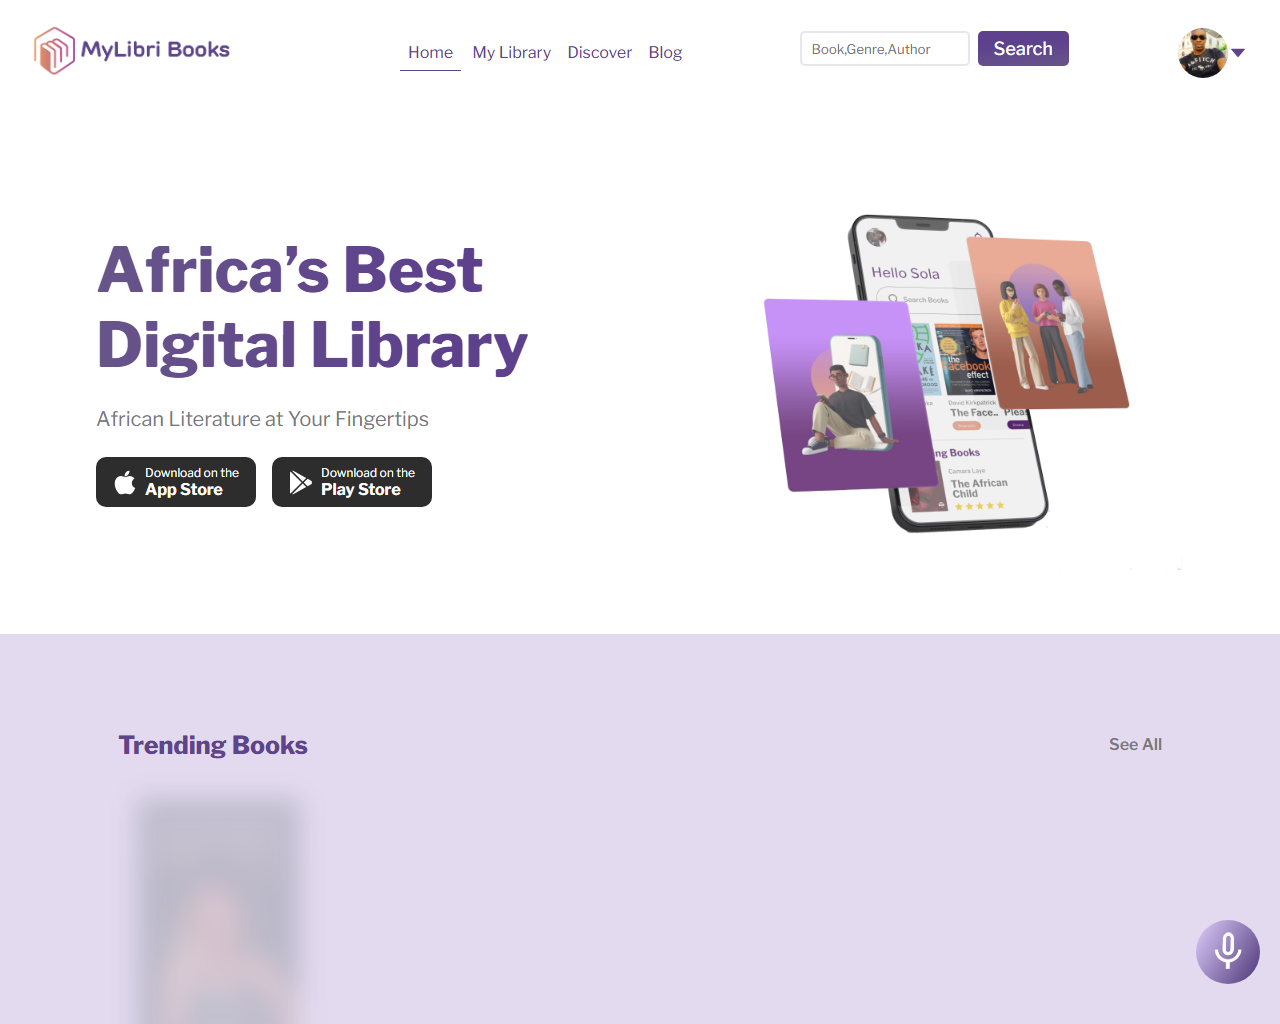 MyLibri Books
Home
My Library
Discover
Blog
Book,Genre,Author
Search
Africa’s Best
Digital Library
African Literature at Your Fingertips
Download on the
App Store
Download on the
Play Store
Hello Sola
Search Books
the
facebook
effect
David Kirkpatrick
The Face..
Plea
ng Books
Camara Laye
The African
Child
Trending Books
See All